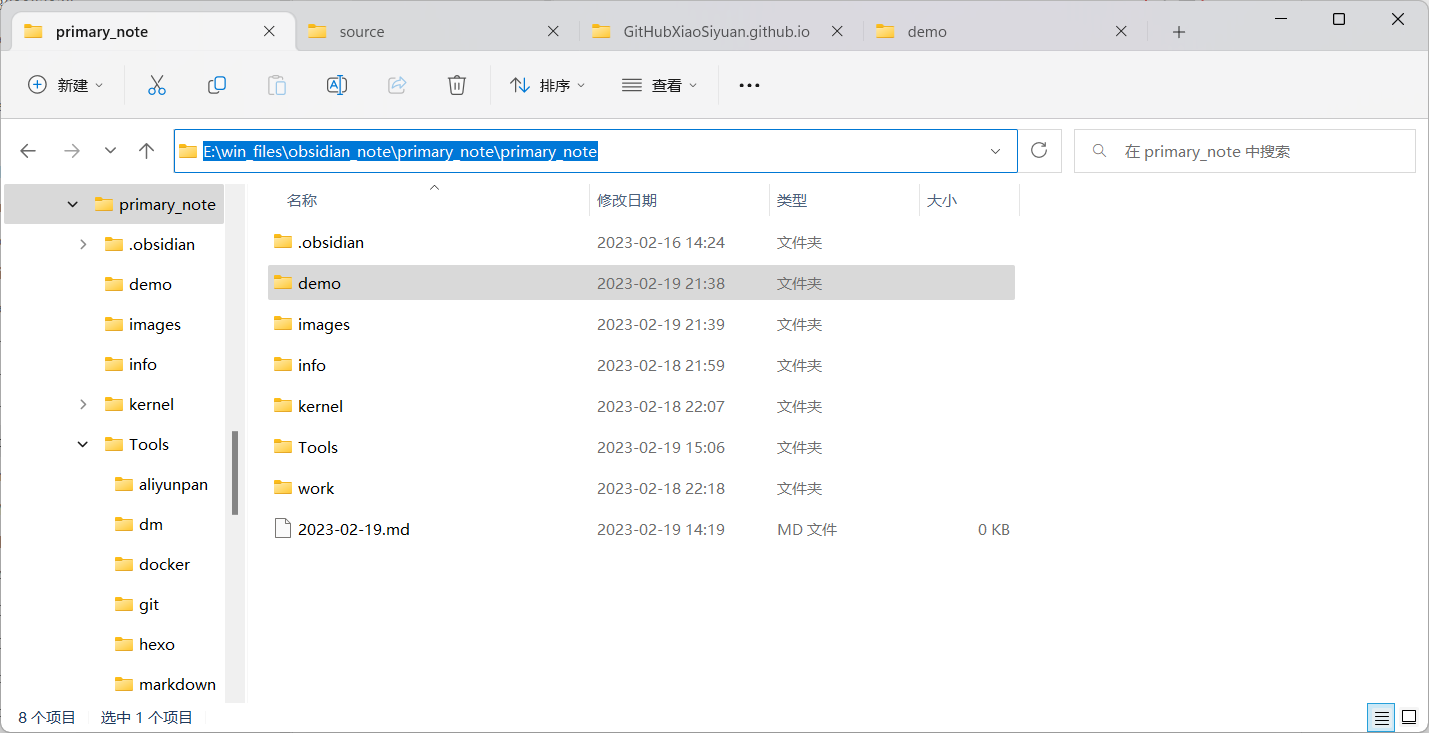 primary_note source GitHubXiaoSiyuan.github.io demo
新建 排序 查看
E:\win_files\obsidian_note\primary_note\primary_note 在 primary_note 中搜索
primary_note
.obsidian
demo
images
info
kernel
Tools
aliyunpan
dm
docker
git
hexo
markdown
名称 修改日期 类型 大小
.obsidian 2023-02-16 14:24 文件夹
demo 2023-02-19 21:38 文件夹
images 2023-02-19 21:39 文件夹
info 2023-02-18 21:59 文件夹
kernel 2023-02-18 22:07 文件夹
Tools 2023-02-19 15:06 文件夹
work 2023-02-18 22:18 文件夹
2023-02-19.md 2023-02-19 14:19 MD 文件 0 KB
8 个项目 选中 1 个项目